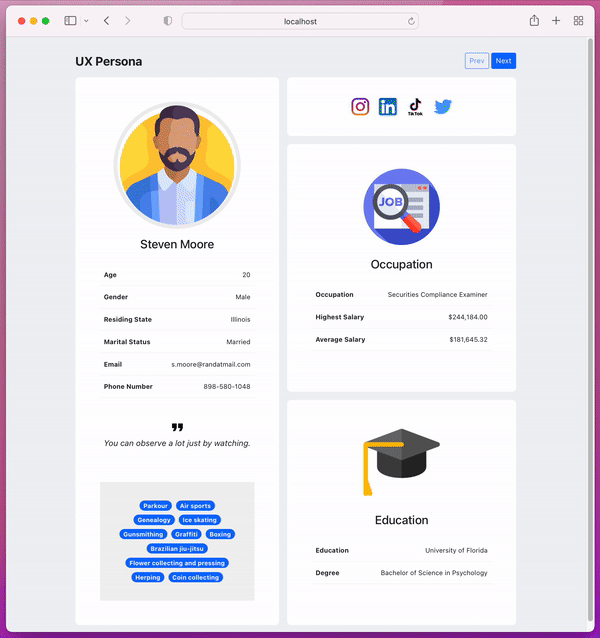 localhost
UX Persona
Prev Next
Steven Moore
Age 20
Gender Male
Residing State Illinois
Marital Status Married
Email s.moore@randatmail.com
Phone Number 898-580-1048
You can observe a lot just by watching.
Parkour Air sports
Genealogy Ice skating
Gunsmithing Graffiti Boxing
Brazilian jiu-jitsu
Flower collecting and pressing
Herping Coin collecting
in
TikTok
JOB
Occupation
Occupation Securities Compliance Examiner
Highest Salary $244,184.00
Average Salary $181,645.32
Education
Education University of Florida
Degree Bachelor of Science in Psychology